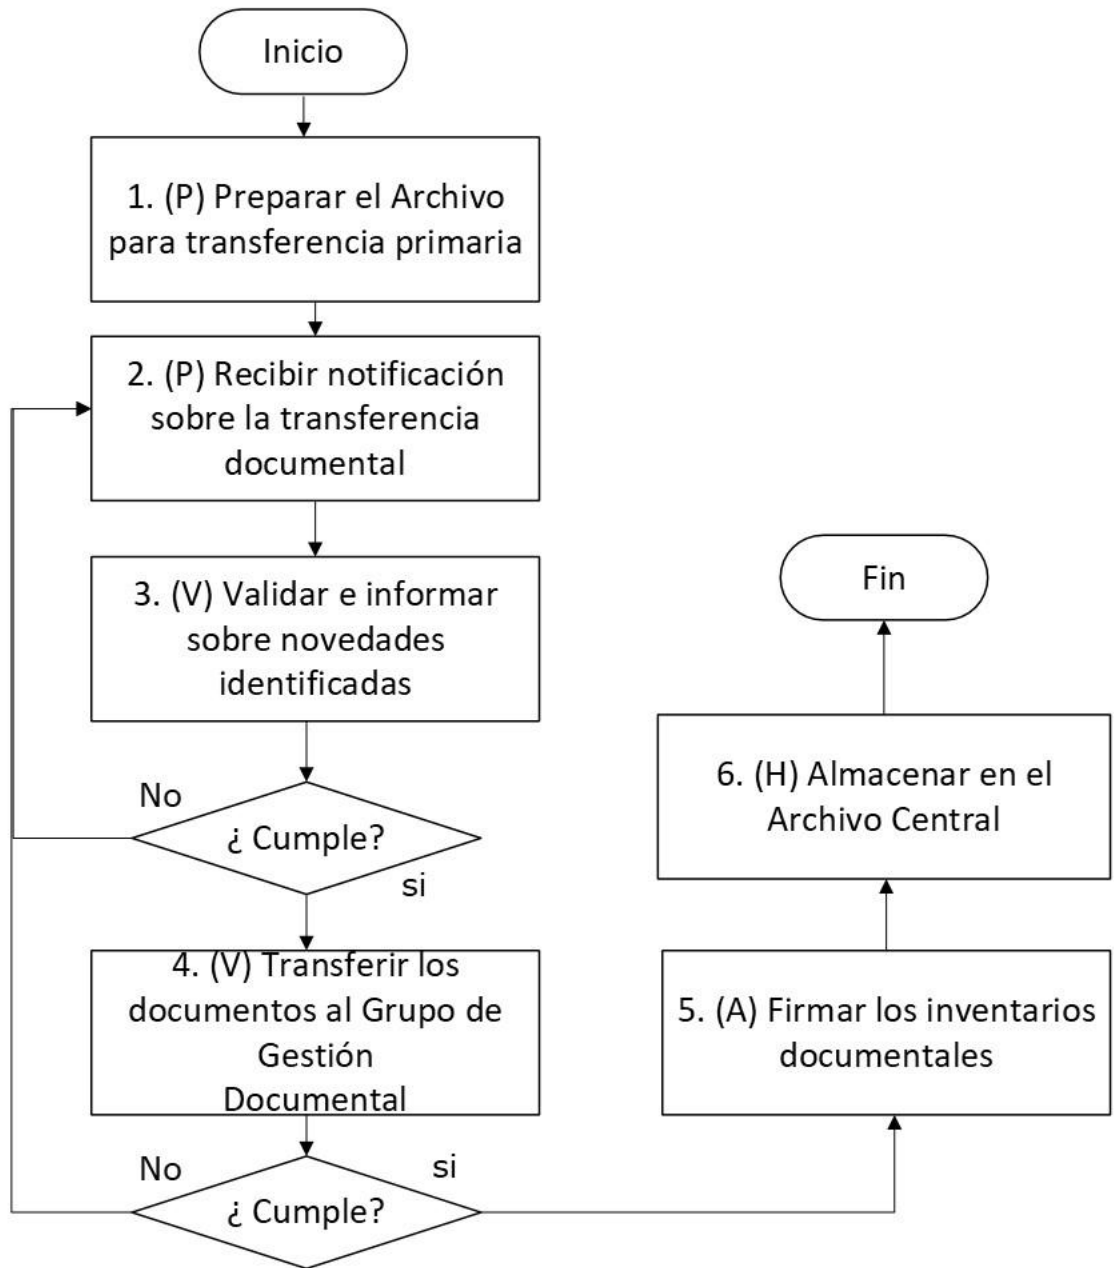 Inicio
1. (P) Preparar el Archivo
para transferencia primaria
2. (P) Recibir notificación
sobre la transferencia
documental
3. (V) Validar e informar
sobre novedades
identificadas
No
¿ Cumple?
si
4. (V) Transferir los
documentos al Grupo de
Gestión
Documental
No
si
¿ Cumple?
5. (A) Firmar los inventarios
documentales
6. (H) Almacenar en el
Archivo Central
Fin